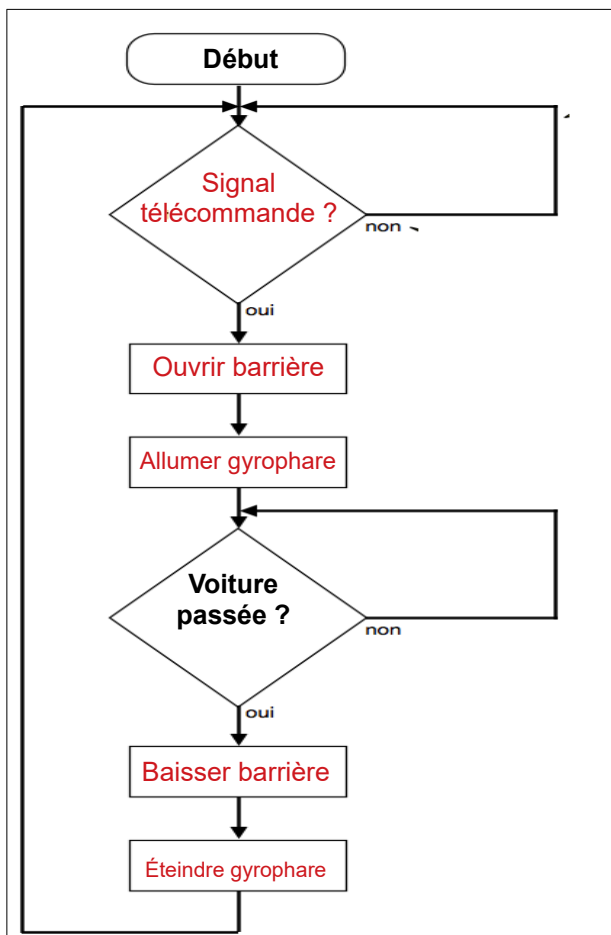 Début
Signal
télécommande ?
non
oui
Ouvrir barrière
Allumer gyrophare
Voiture
passée ?
non
oui
Baisser barrière
Éteindre gyrophare